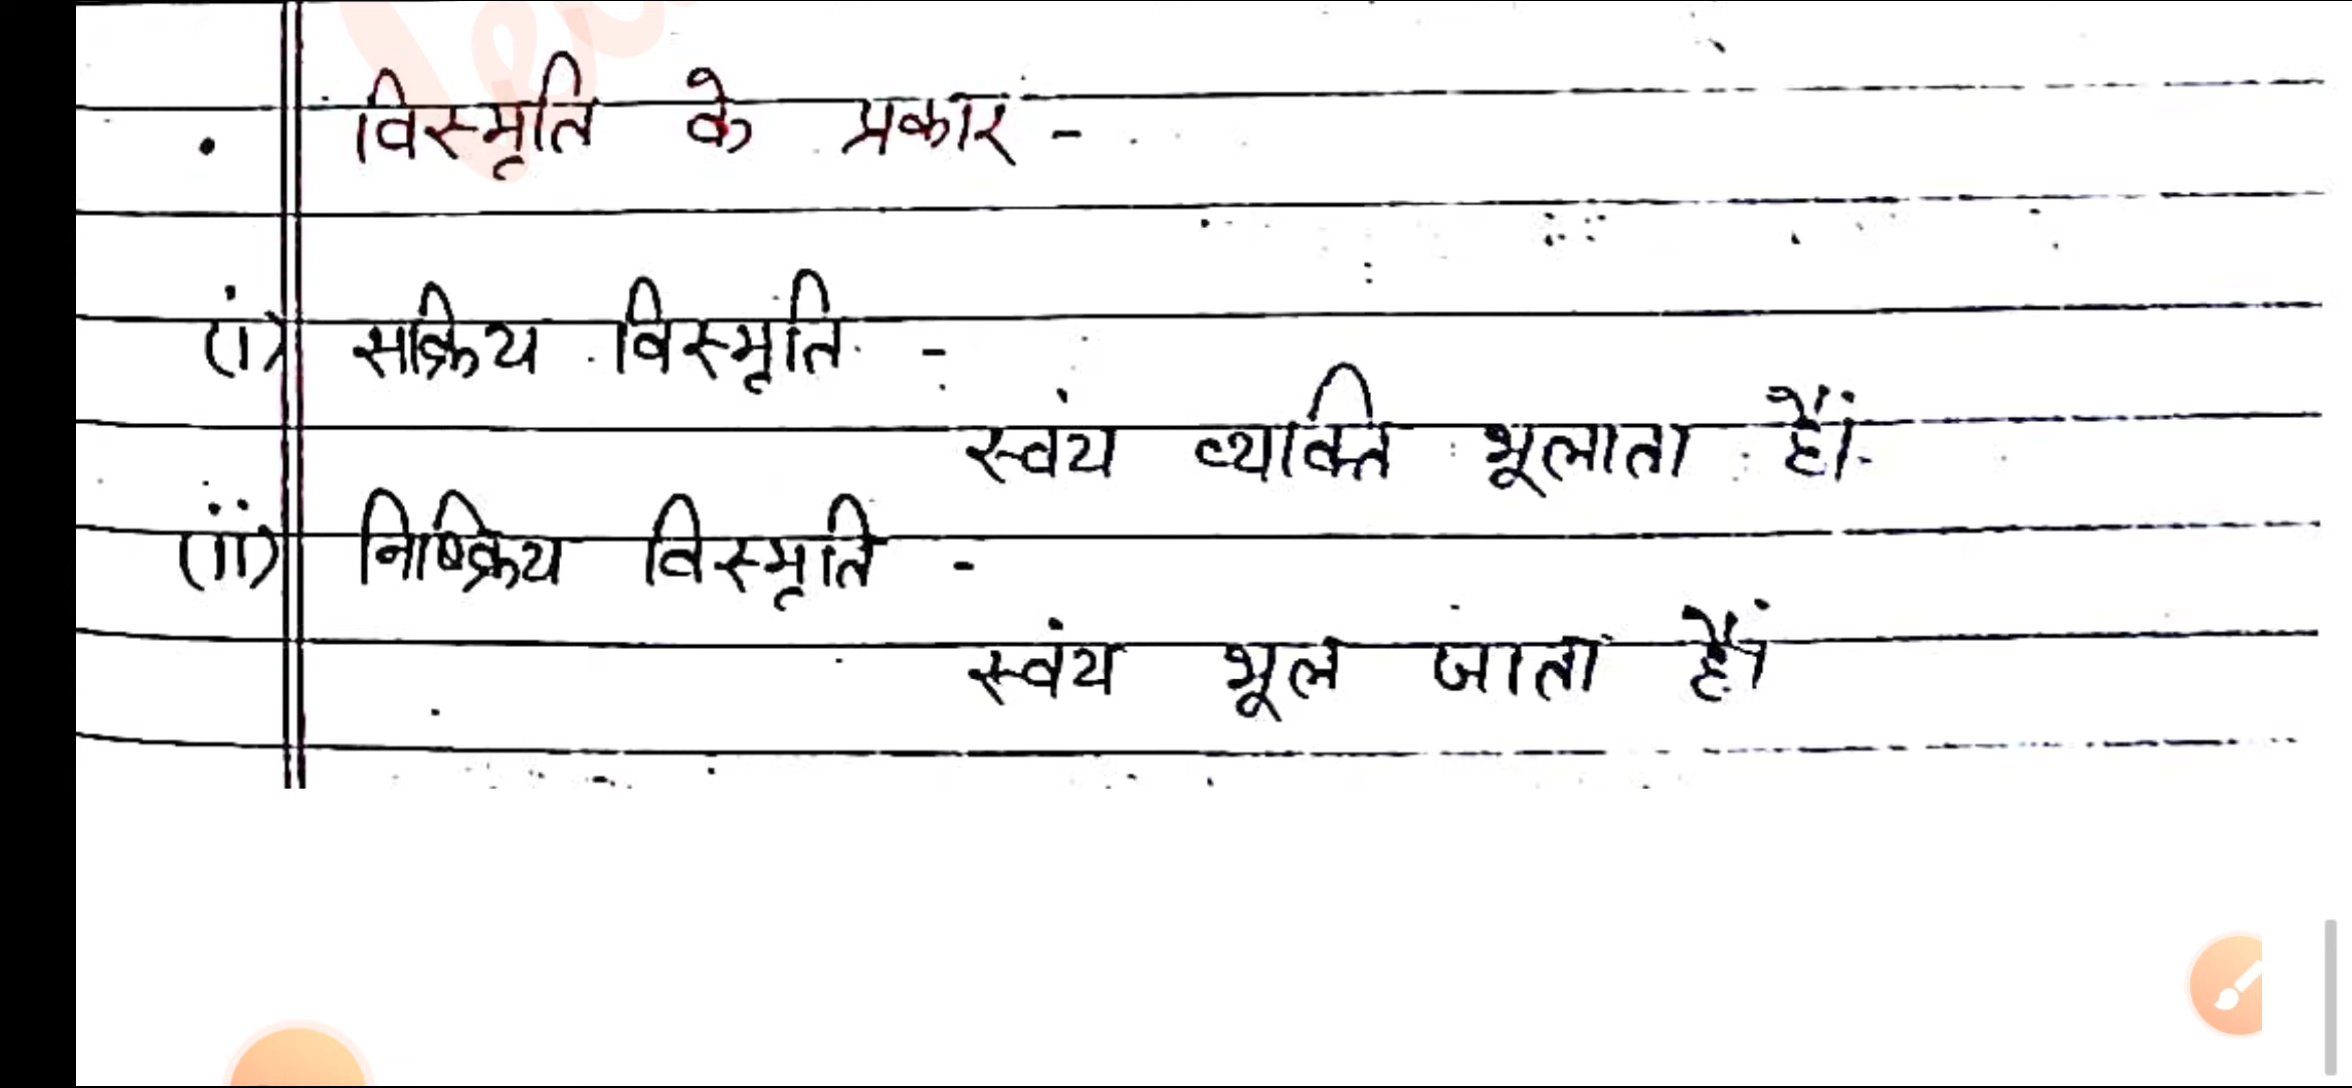 • विस्मृति के प्रकार -
(i) सक्रिय विस्मृति -
स्वंय व्यक्ति भूलाता हैं।
(ii) निष्क्रिय विस्मृति -
स्वंय भूल जाता हैं।